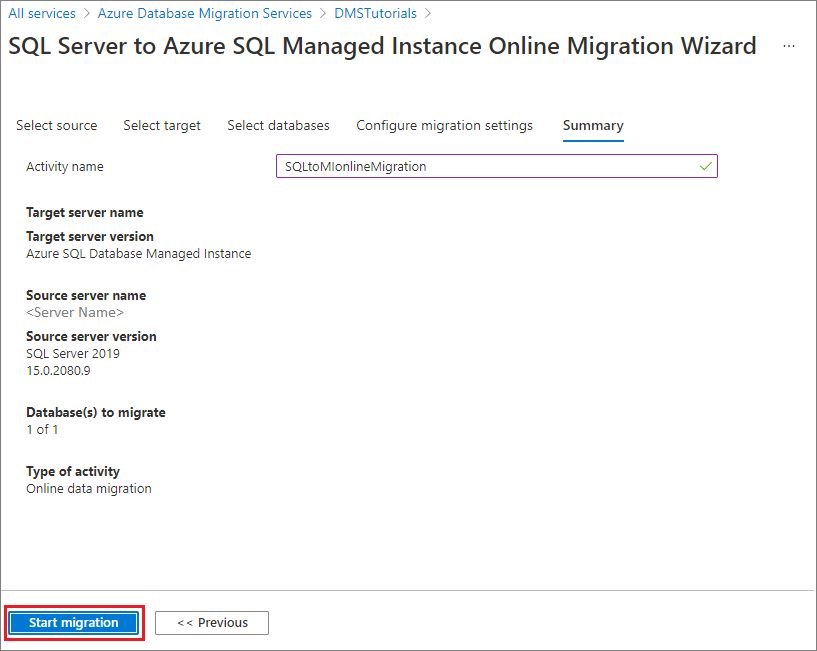 All services > Azure Database Migration Services > DMSTutorials >
SQL Server to Azure SQL Managed Instance Online Migration Wizard ...
Select source Select target Select databases Configure migration settings Summary
Activity name SQLtoMIonlineMigration
Target server name
Target server version
Azure SQL Database Managed Instance
Source server name
<Server Name>
Source server version
SQL Server 2019
15.0.2080.9
Database(s) to migrate
1 of 1
Type of activity
Online data migration
Start migration << Previous